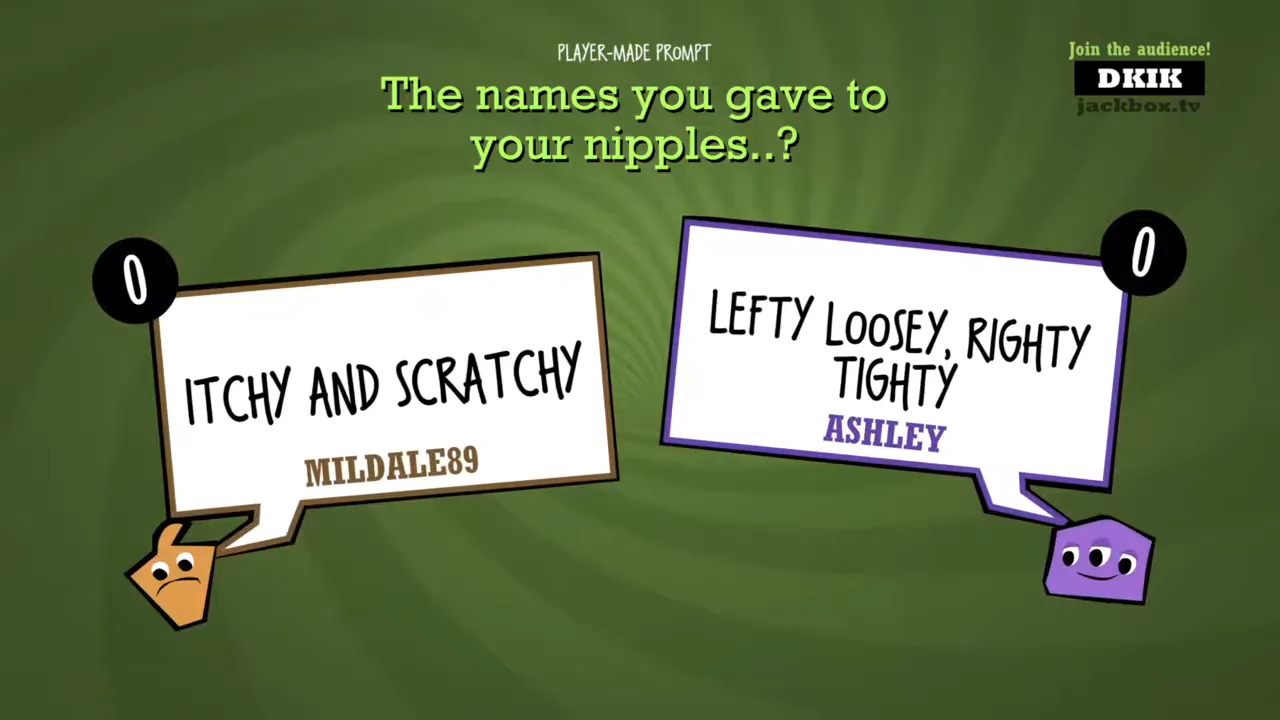 PLAYER-MADE PROMPT
The names you gave to
your nipples..?
Join the audience!
DKIK
jackbox.tv
0
ITCHY AND SCRATCHY
MILDALE89
0
LEFTY LOOSEY, RIGHTY
TIGHTY
ASHLEY